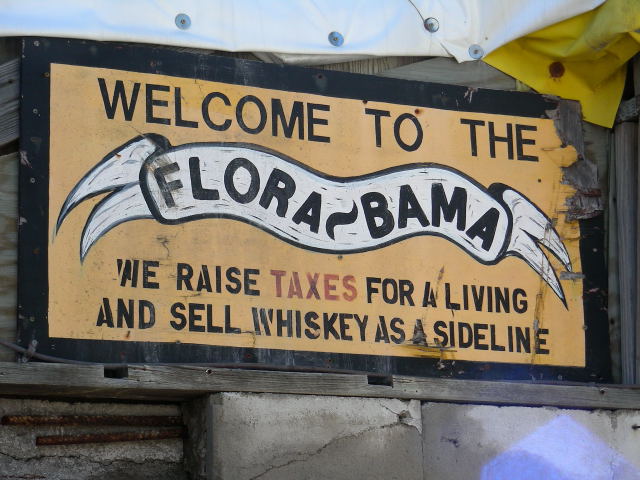 WELCOME TO THE
FLORA~BAMA
WE RAISE TAXES FOR A LIVING
AND SELL WHISKEY AS A SIDELINE